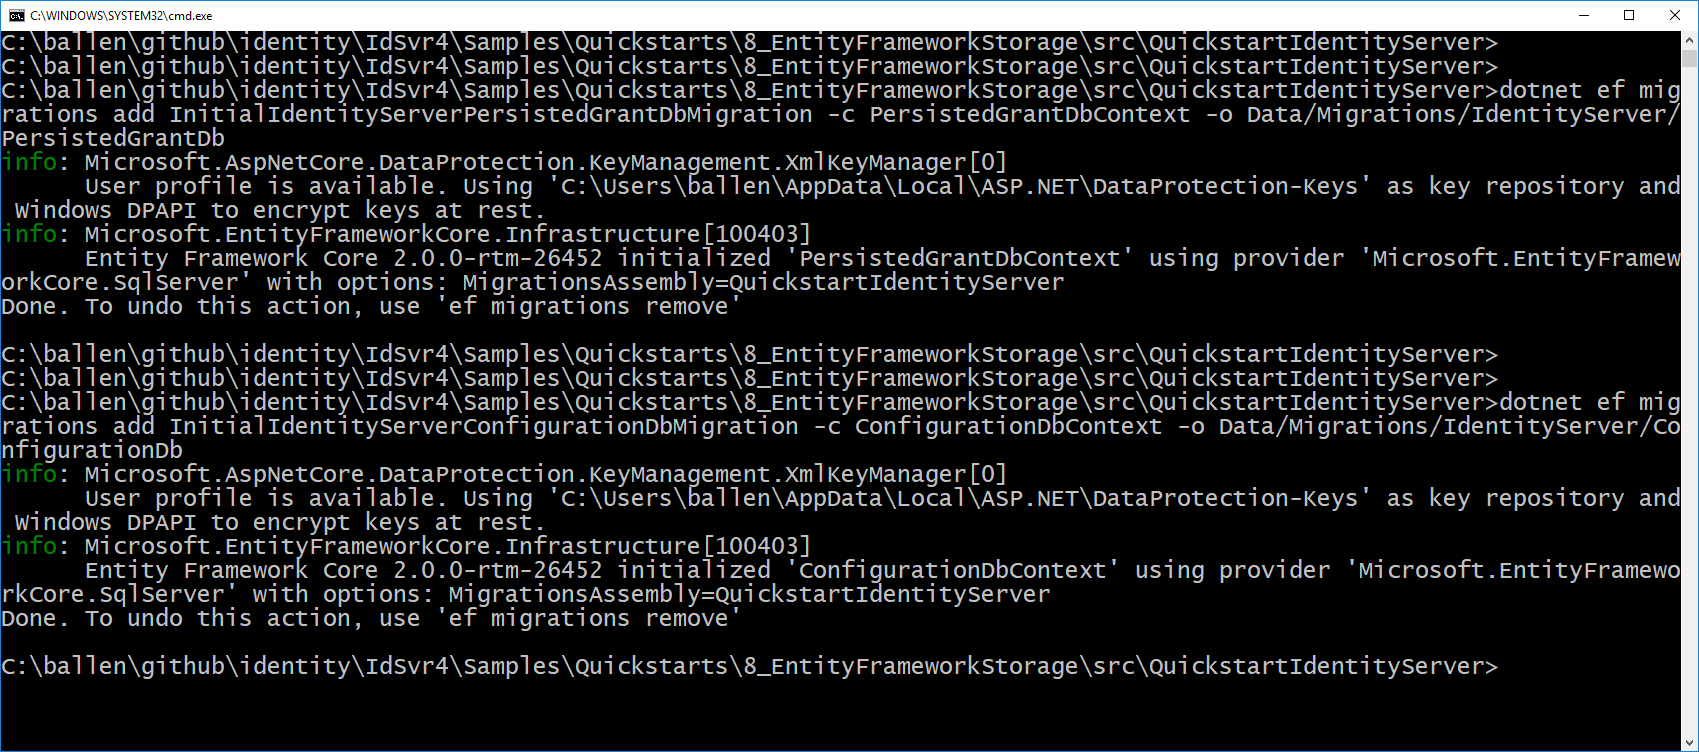 C:\WINDOWS\SYSTEM32\cmd.exe
C:\ballen\github\identity\IdSvr4\Samples\Quickstarts\8_EntityFrameworkStorage\src\QuickstartIdentityServer>
C:\ballen\github\identity\IdSvr4\Samples\Quickstarts\8_EntityFrameworkStorage\src\QuickstartIdentityServer>
C:\ballen\github\identity\IdSvr4\Samples\Quickstarts\8_EntityFrameworkStorage\src\QuickstartIdentityServer>dotnet ef mig
rations add InitialIdentityServerPersistedGrantDbMigration -c PersistedGrantDbContext -o Data/Migrations/IdentityServer/
PersistedGrantDb
info: Microsoft.AspNetCore.DataProtection.KeyManagement.XmlKeyManager[0]
      User profile is available. Using 'C:\Users\ballen\AppData\Local\ASP.NET\DataProtection-Keys' as key repository and
 Windows DPAPI to encrypt keys at rest.
info: Microsoft.EntityFrameworkCore.Infrastructure[100403]
      Entity Framework Core 2.0.0-rtm-26452 initialized 'PersistedGrantDbContext' using provider 'Microsoft.EntityFramew
orkCore.SqlServer' with options: MigrationsAssembly=QuickstartIdentityServer
Done. To undo this action, use 'ef migrations remove'

C:\ballen\github\identity\IdSvr4\Samples\Quickstarts\8_EntityFrameworkStorage\src\QuickstartIdentityServer>
C:\ballen\github\identity\IdSvr4\Samples\Quickstarts\8_EntityFrameworkStorage\src\QuickstartIdentityServer>
C:\ballen\github\identity\IdSvr4\Samples\Quickstarts\8_EntityFrameworkStorage\src\QuickstartIdentityServer>dotnet ef mig
rations add InitialIdentityServerConfigurationDbMigration -c ConfigurationDbContext -o Data/Migrations/IdentityServer/Co
nfigurationDb
info: Microsoft.AspNetCore.DataProtection.KeyManagement.XmlKeyManager[0]
      User profile is available. Using 'C:\Users\ballen\AppData\Local\ASP.NET\DataProtection-Keys' as key repository and
 Windows DPAPI to encrypt keys at rest.
info: Microsoft.EntityFrameworkCore.Infrastructure[100403]
      Entity Framework Core 2.0.0-rtm-26452 initialized 'ConfigurationDbContext' using provider 'Microsoft.EntityFramewo
rkCore.SqlServer' with options: MigrationsAssembly=QuickstartIdentityServer
Done. To undo this action, use 'ef migrations remove'

C:\ballen\github\identity\IdSvr4\Samples\Quickstarts\8_EntityFrameworkStorage\src\QuickstartIdentityServer>